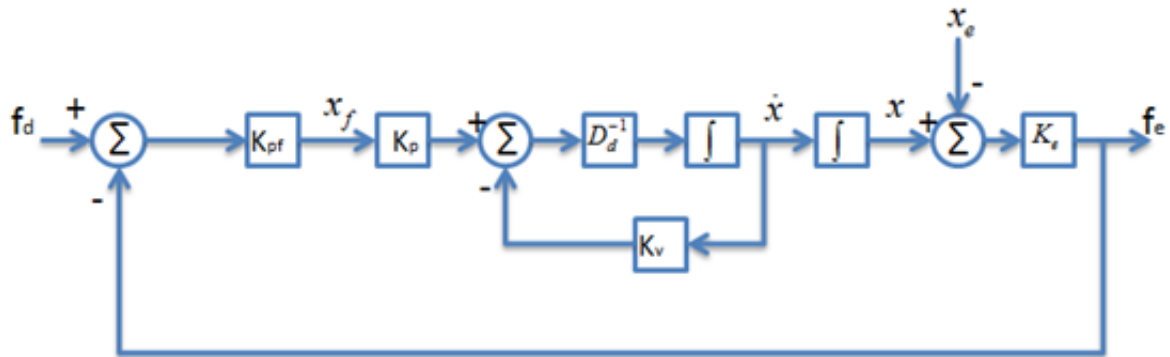 x_e
-
f_d + Σ K_pf x_f K_p + Σ D_d^{-1} ∫ ẋ ∫ x + Σ K_e f_e
- -
K_v